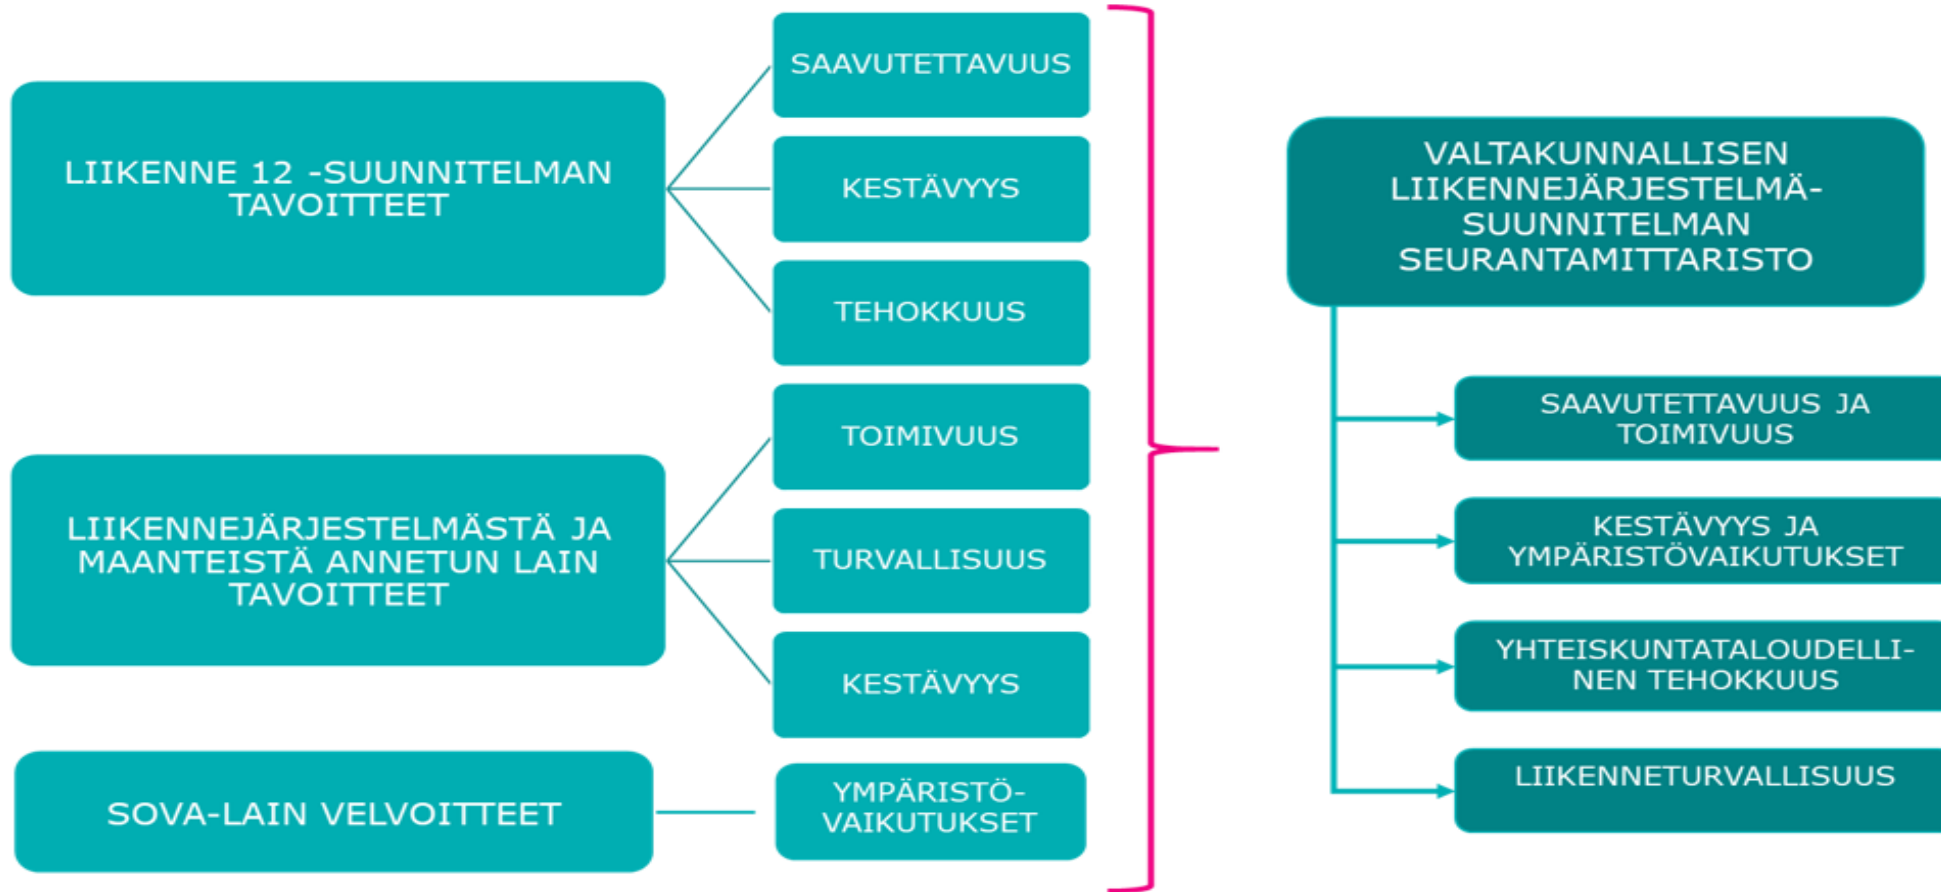 LIIKENNE 12 -SUUNNITELMAN
TAVOITTEET
SAAVUTETTAVUUS
KESTÄVYYS
TEHOKKUUS
LIIKENNEJÄRJESTELMÄSTÄ JA
MAANTEISTÄ ANNETUN LAIN
TAVOITTEET
TOIMIVUUS
TURVALLISUUS
KESTÄVYYS
SOVA-LAIN VELVOITTEET
YMPÄRISTÖ-
VAIKUTUKSET
VALTAKUNNALLISEN
LIIKENNEJÄRJESTELMÄ-
SUUNNITELMAN
SEURANTAMITTARISTO
SAAVUTETTAVUUS JA
TOIMIVUUS
KESTÄVYYS JA
YMPÄRISTÖVAIKUTUKSET
YHTEISKUNTATALOUDELLI-
NEN TEHOKKUUS
LIIKENNETURVALLISUUS